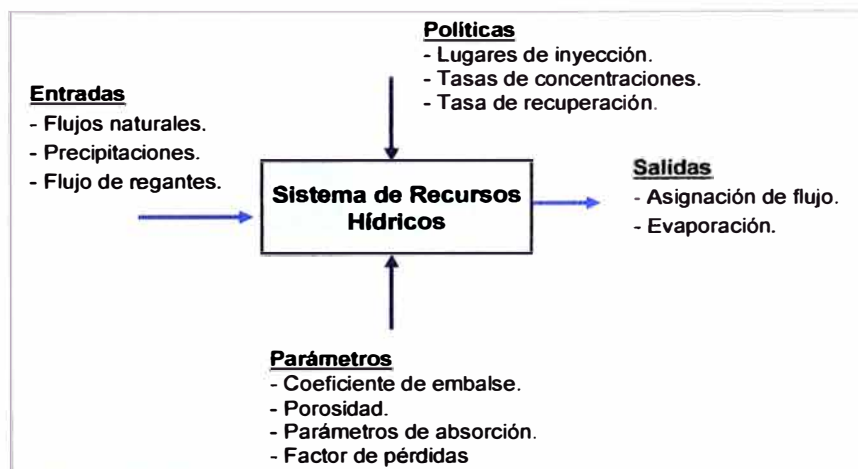 Políticas
- Lugares de inyección.
- Tasas de concentraciones.
- Tasa de recuperación.
Entradas
- Flujos naturales.
- Precipitaciones.
- Flujo de regantes.
Sistema de Recursos
Hídricos
Salidas
- Asignación de flujo.
- Evaporación.
Parámetros
- Coeficiente de embalse.
- Porosidad.
- Parámetros de absorción.
- Factor de pérdidas